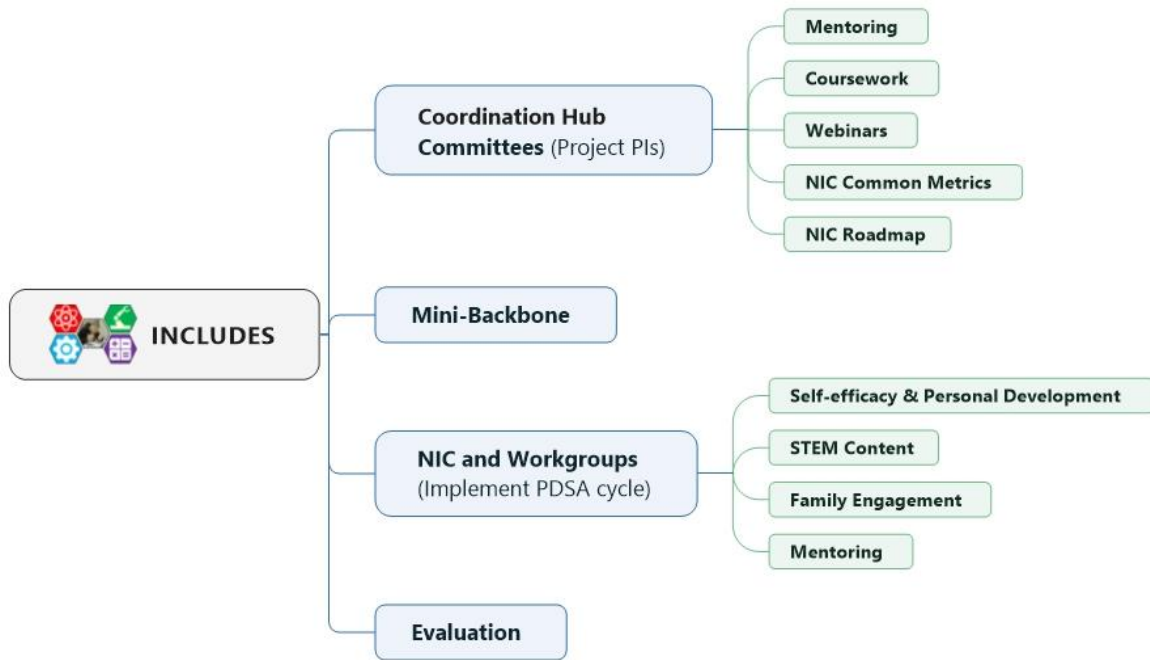 INCLUDES
Coordination Hub
Committees (Project PIs)
Mentoring
Coursework
Webinars
NIC Common Metrics
NIC Roadmap
Mini-Backbone
NIC and Workgroups
(Implement PDSA cycle)
Self-efficacy & Personal Development
STEM Content
Family Engagement
Mentoring
Evaluation